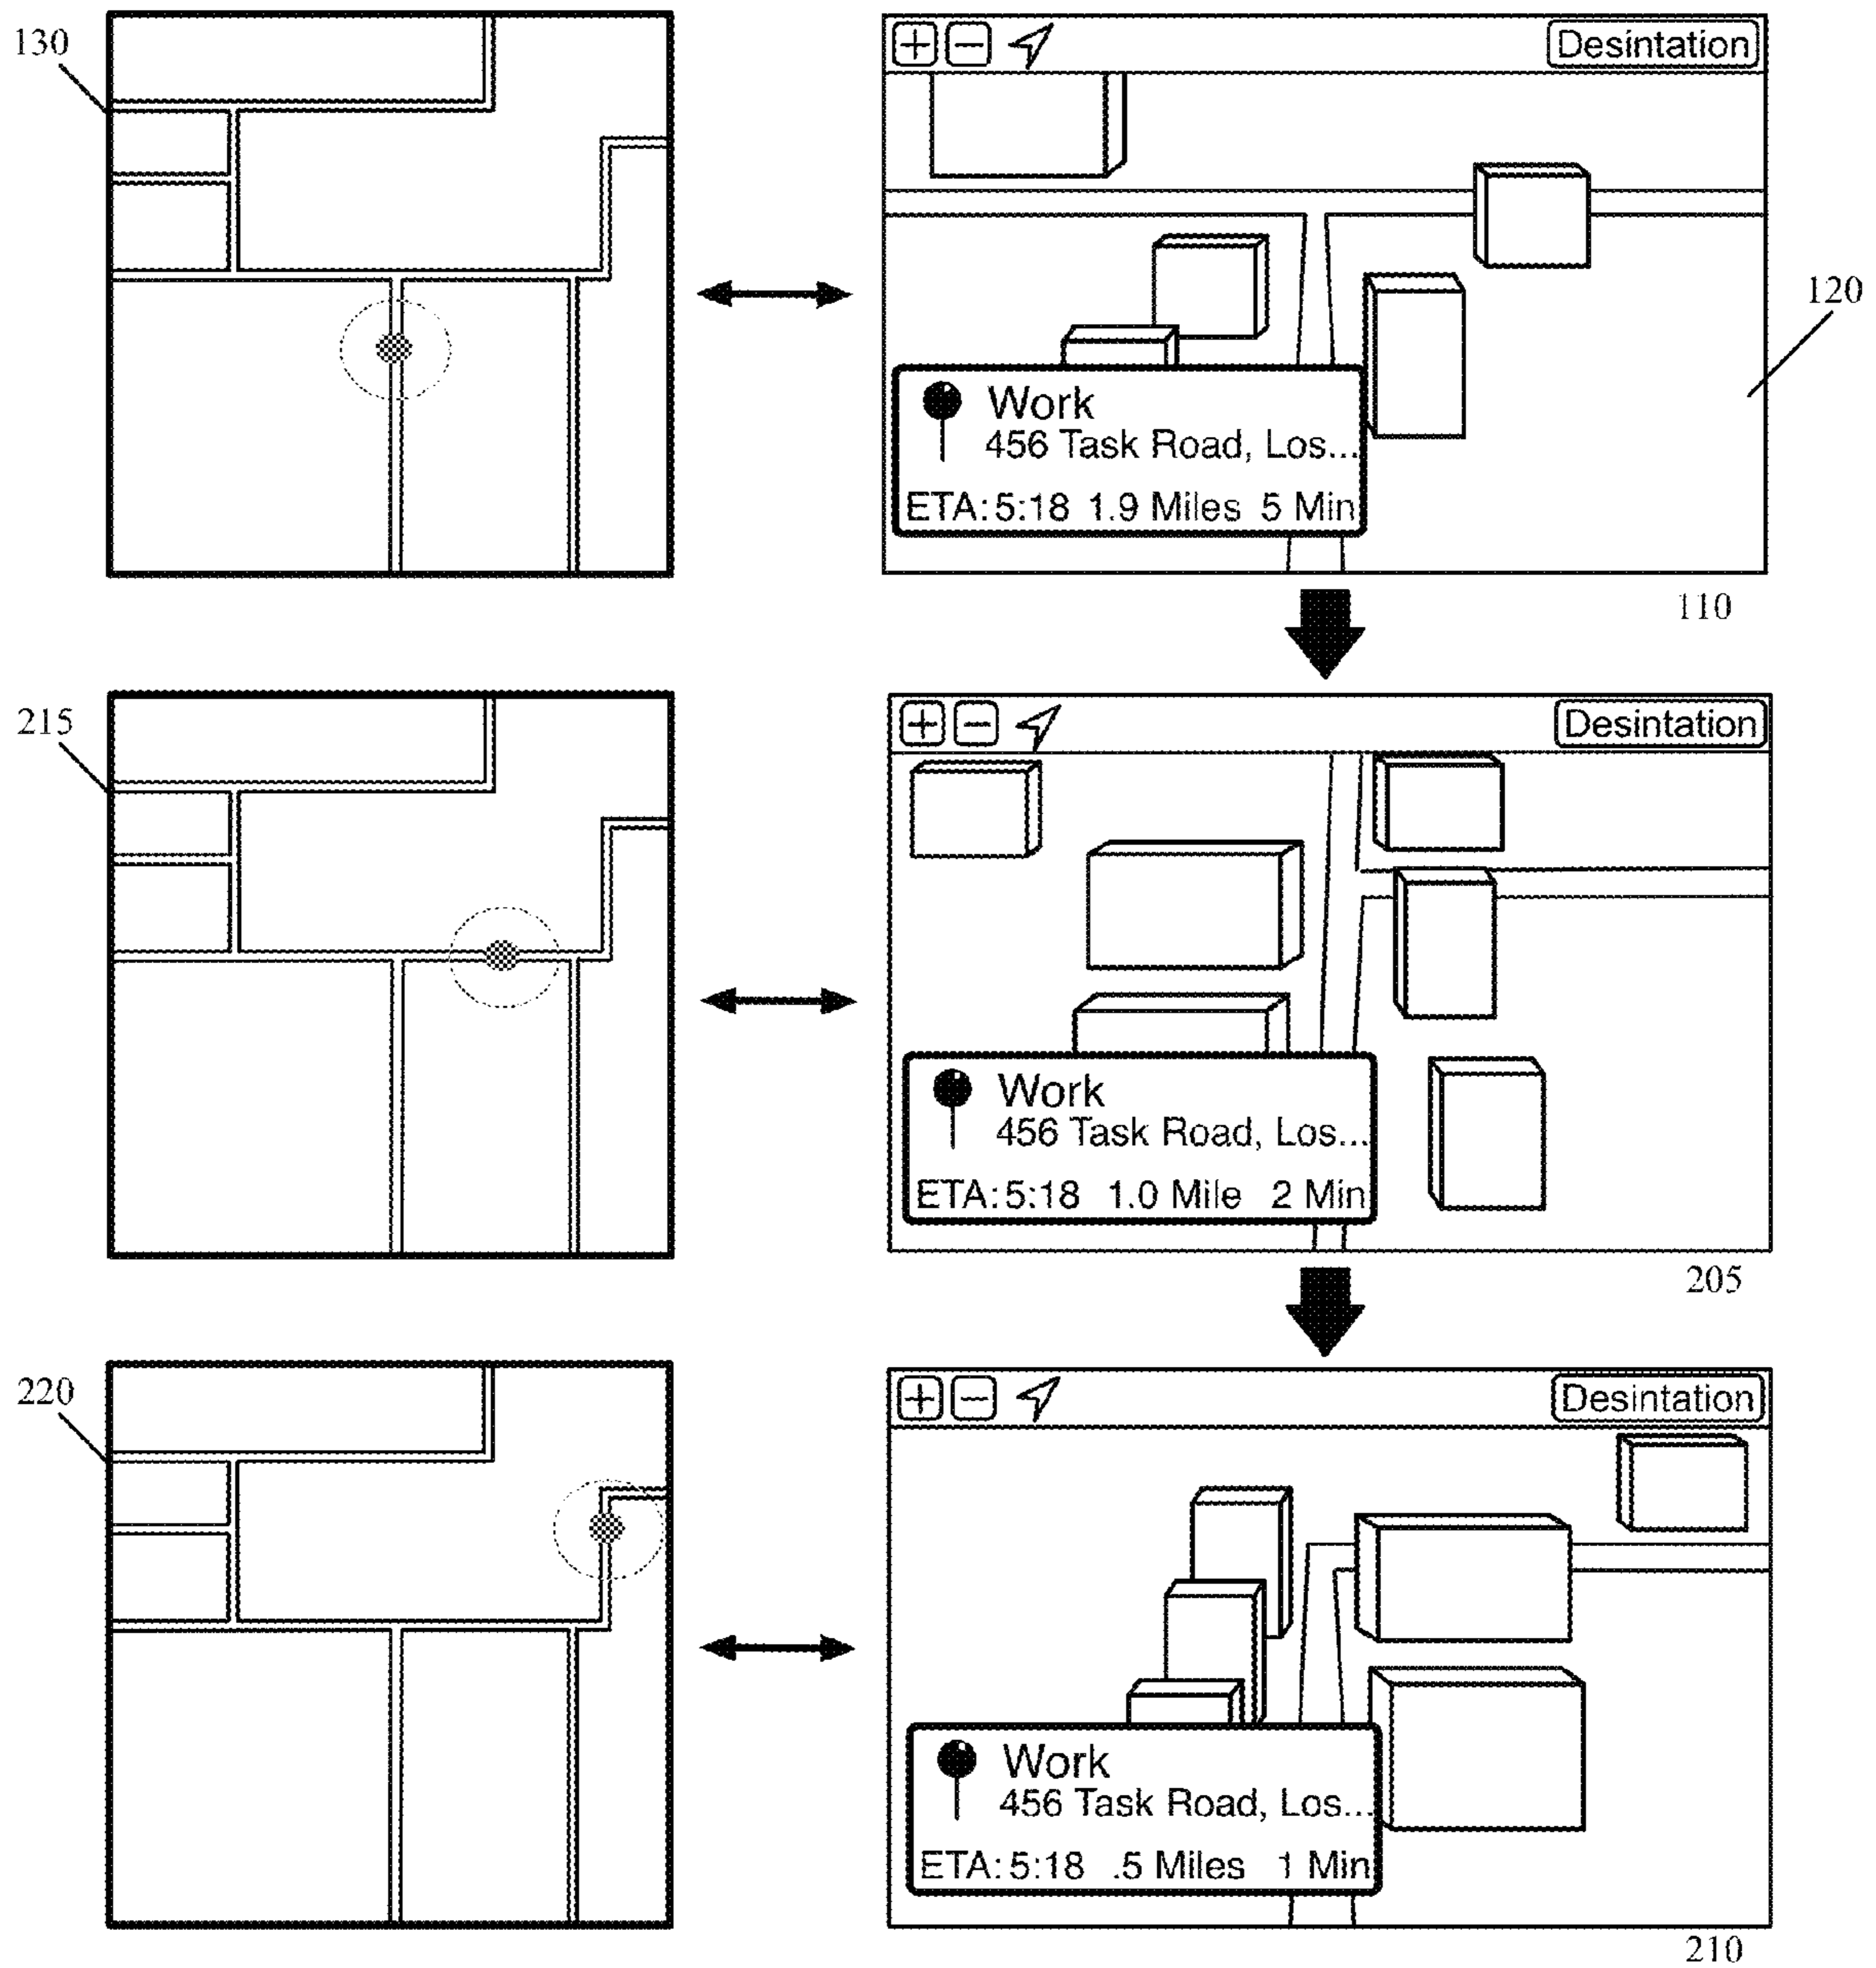 130
Desintation
120
Work
456 Task Road, Los...
ETA: 5:18 1.9 Miles 5 Min
110
215
Desintation
Work
456 Task Road, Los...
ETA: 5:18 1.0 Mile 2 Min
205
220
Desintation
Work
456 Task Road, Los...
ETA: 5:18 .5 Miles 1 Min
210